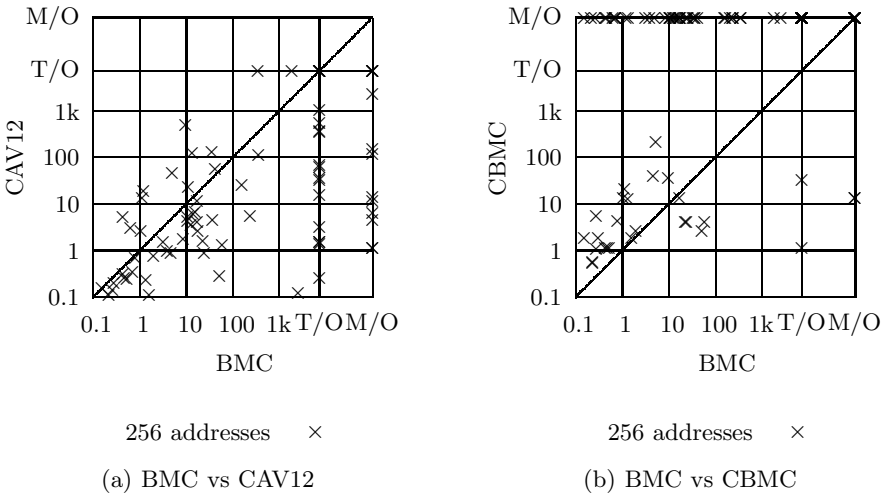 M/O
T/O
1k
100
10
1
0.1
CAV12
0.1 1 10 100 1k T/O M/O
BMC
256 addresses ×
(a) BMC vs CAV12
M/O
T/O
1k
100
10
1
0.1
CBMC
0.1 1 10 100 1k T/O M/O
BMC
256 addresses ×
(b) BMC vs CBMC